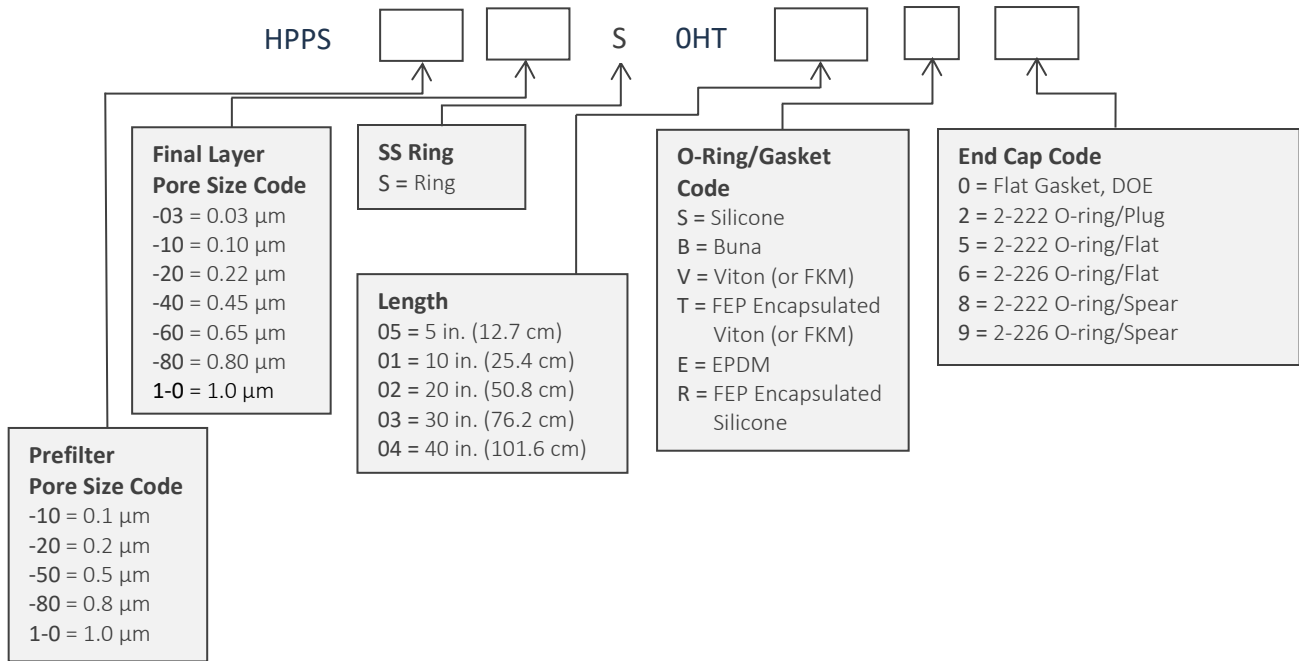 HPPS S 0HT
Final Layer
Pore Size Code
-03 = 0.03 µm
-10 = 0.10 µm
-20 = 0.22 µm
-40 = 0.45 µm
-60 = 0.65 µm
-80 = 0.80 µm
1-0 = 1.0 µm
SS Ring
S = Ring
Length
05 = 5 in. (12.7 cm)
01 = 10 in. (25.4 cm)
02 = 20 in. (50.8 cm)
03 = 30 in. (76.2 cm)
04 = 40 in. (101.6 cm)
O-Ring/Gasket
Code
S = Silicone
B = Buna
V = Viton (or FKM)
T = FEP Encapsulated
Viton (or FKM)
E = EPDM
R = FEP Encapsulated
Silicone
End Cap Code
0 = Flat Gasket, DOE
2 = 2-222 O-ring/Plug
5 = 2-222 O-ring/Flat
6 = 2-226 O-ring/Flat
8 = 2-222 O-ring/Spear
9 = 2-226 O-ring/Spear
Prefilter
Pore Size Code
-10 = 0.1 µm
-20 = 0.2 µm
-50 = 0.5 µm
-80 = 0.8 µm
1-0 = 1.0 µm